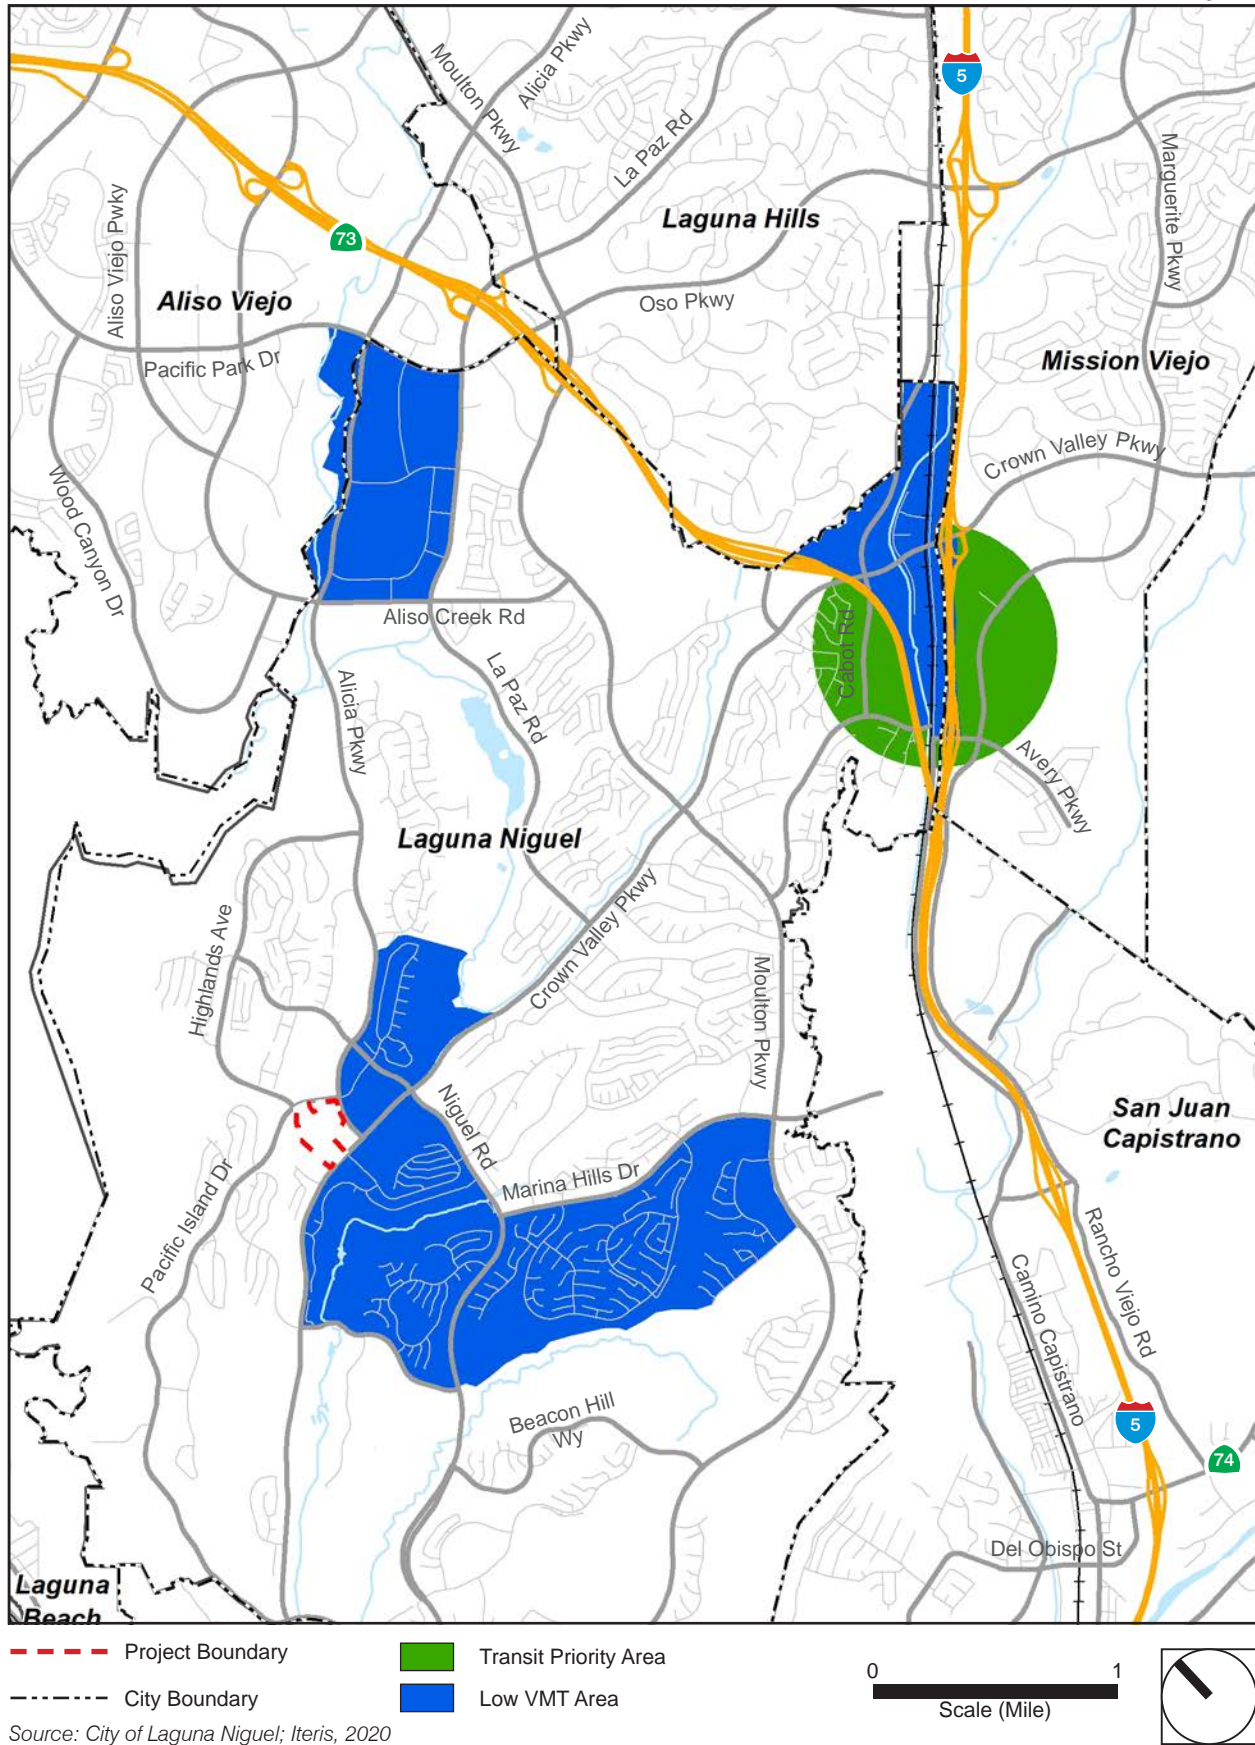 Moulton Pkwy
Alicia Pkwy
5
La Paz Rd
Marguerite Pkwy
Laguna Hills
73
Aliso Viejo Pwky
Aliso Viejo
Oso Pkwy
Pacific Park Dr
Mission Viejo
Crown Valley Pkwy
Wood Canyon Dr
Aliso Creek Rd
Cabot Rd
La Paz Rd
Alicia Pkwy
Avery Pkwy
Laguna Niguel
Crown Valley Pkwy
Highlands Ave
Moulton Pkwy
Niguel Rd
San Juan
Capistrano
Marina Hills Dr
Pacific Island Dr
Rancho Viejo Rd
Camino Capistrano
Beacon Hill
Wy
5
74
Del Obispo St
Laguna
Beach
Project Boundary
City Boundary
Transit Priority Area
Low VMT Area
0 1
Scale (Mile)
Source: City of Laguna Niguel; Iteris, 2020